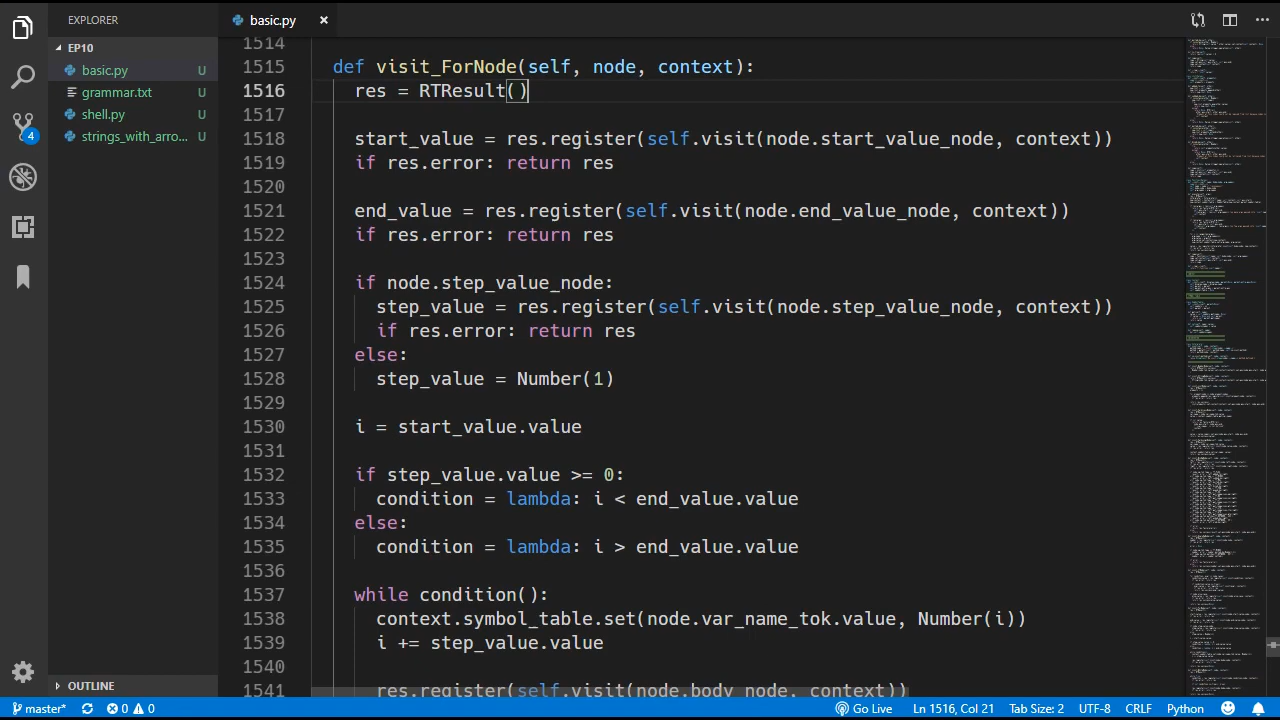 EXPLORER
basic.py ×
EP10
basic.py U
grammar.txt U
shell.py U
strings_with_arro... U
4
1514
1515 def visit_ForNode(self, node, context):
1516 res = RTResult()
1517
1518 start_value = res.register(self.visit(node.start_value_node, context))
1519 if res.error: return res
1520
1521 end_value = res.register(self.visit(node.end_value_node, context))
1522 if res.error: return res
1523
1524 if node.step_value_node:
1525 step_value = res.register(self.visit(node.step_value_node, context))
1526 if res.error: return res
1527 else:
1528 step_value = Number(1)
1529
1530 i = start_value.value
1531
1532 if step_value.value >= 0:
1533 condition = lambda: i < end_value.value
1534 else:
1535 condition = lambda: i > end_value.value
1536
1537 while condition():
1538 context.symbol_table.set(node.var_name_tok.value, Number(i))
1539 i += step_value.value
1540
1541 res.register(self.visit(node.body_node, context))
OUTLINE
master* 0 0 Go Live Ln 1516, Col 21 Tab Size: 2 UTF-8 CRLF Python